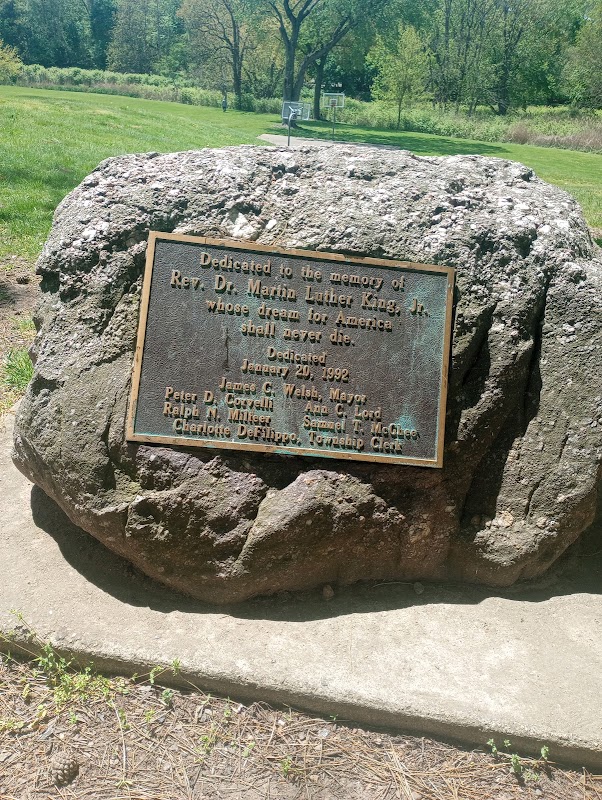 Dedicated to the memory of
Rev. Dr. Martin Luther King, Jr.
whose dream for America
shall never die.
Dedicated
January 20, 1992
James C. Welsh, Mayor
Peter D. Corvelli Ann C. Lord
Ralph N. Milteer Samuel T. McGhee
Charlotte DeFilippo, Township Clerk